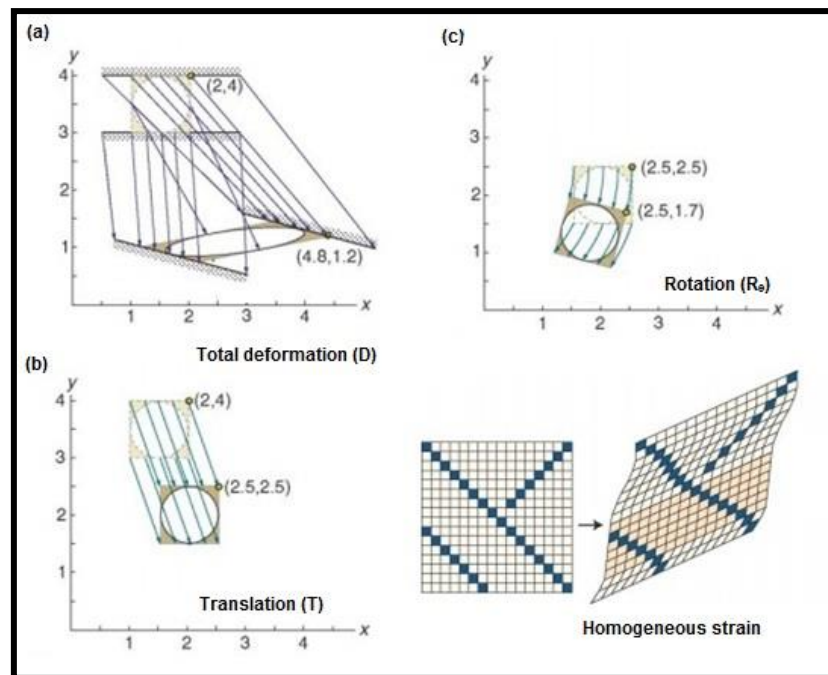 (a)
y
4
3
2
1
(2,4)
(4.8,1.2)
1 2 3 4
x
Total deformation (D)
(b)
y
4
3
2
1
(2,4)
(2.5,2.5)
Translation (T)
1 2 3 4
x
(c)
y
4
3
2
1
(2.5,2.5)
(2.5,1.7)
Rotation (Rₑ)
1 2 3 4
x
Homogeneous strain